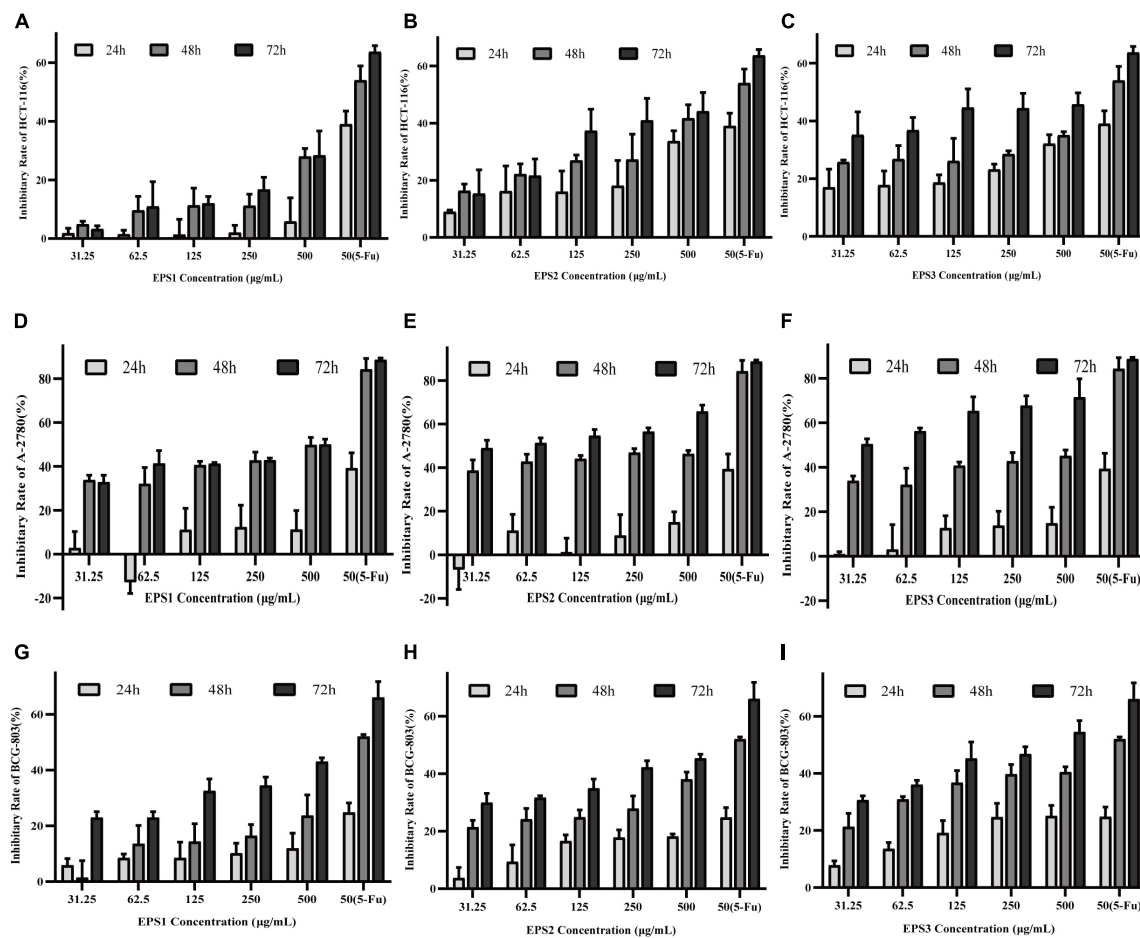 A
24h 48h 72h
Inhibitary Rate of HCT-116(%)
60
40
20
0
31.25 62.5 125 250 500 50(5-Fu)
EPS1 Concentration (μg/mL)
B
24h 48h 72h
Inhibitary Rate of HCT-116(%)
60
40
20
0
31.25 62.5 125 250 500 50(5-Fu)
EPS2 Concentration (μg/mL)
C
24h 48h 72h
Inhibitary Rate of HCT-116(%)
60
40
20
0
31.25 62.5 125 250 500 50(5-Fu)
EPS3 Concentration (μg/mL)
D
24h 48h 72h
Inhibitary Rate of A-2780(%)
80
60
40
20
0
-20
31.25 62.5 125 250 500 50(5-Fu)
EPS1 Concentration (μg/mL)
E
24h 48h 72h
Inhibitary Rate of A-2780(%)
80
60
40
20
0
-20
31.25 62.5 125 250 500 50(5-Fu)
EPS2 Concentration (μg/mL)
F
24h 48h 72h
Inhibitary Rate of A-2780(%)
80
60
40
20
0
-20
31.25 62.5 125 250 500 50(5-Fu)
EPS3 Concentration (μg/mL)
G
24h 48h 72h
Inhibitary Rate of BCG-803(%)
60
40
20
0
31.25 62.5 125 250 500 50(5-Fu)
EPS1 Concentration (μg/mL)
H
24h 48h 72h
Inhibitary Rate of BCG-803(%)
60
40
20
0
31.25 62.5 125 250 500 50(5-Fu)
EPS2 Concentration (μg/mL)
I
24h 48h 72h
Inhibitary Rate of BCG-803(%)
60
40
20
0
31.25 62.5 125 250 500 50(5-Fu)
EPS3 Concentration (μg/mL)